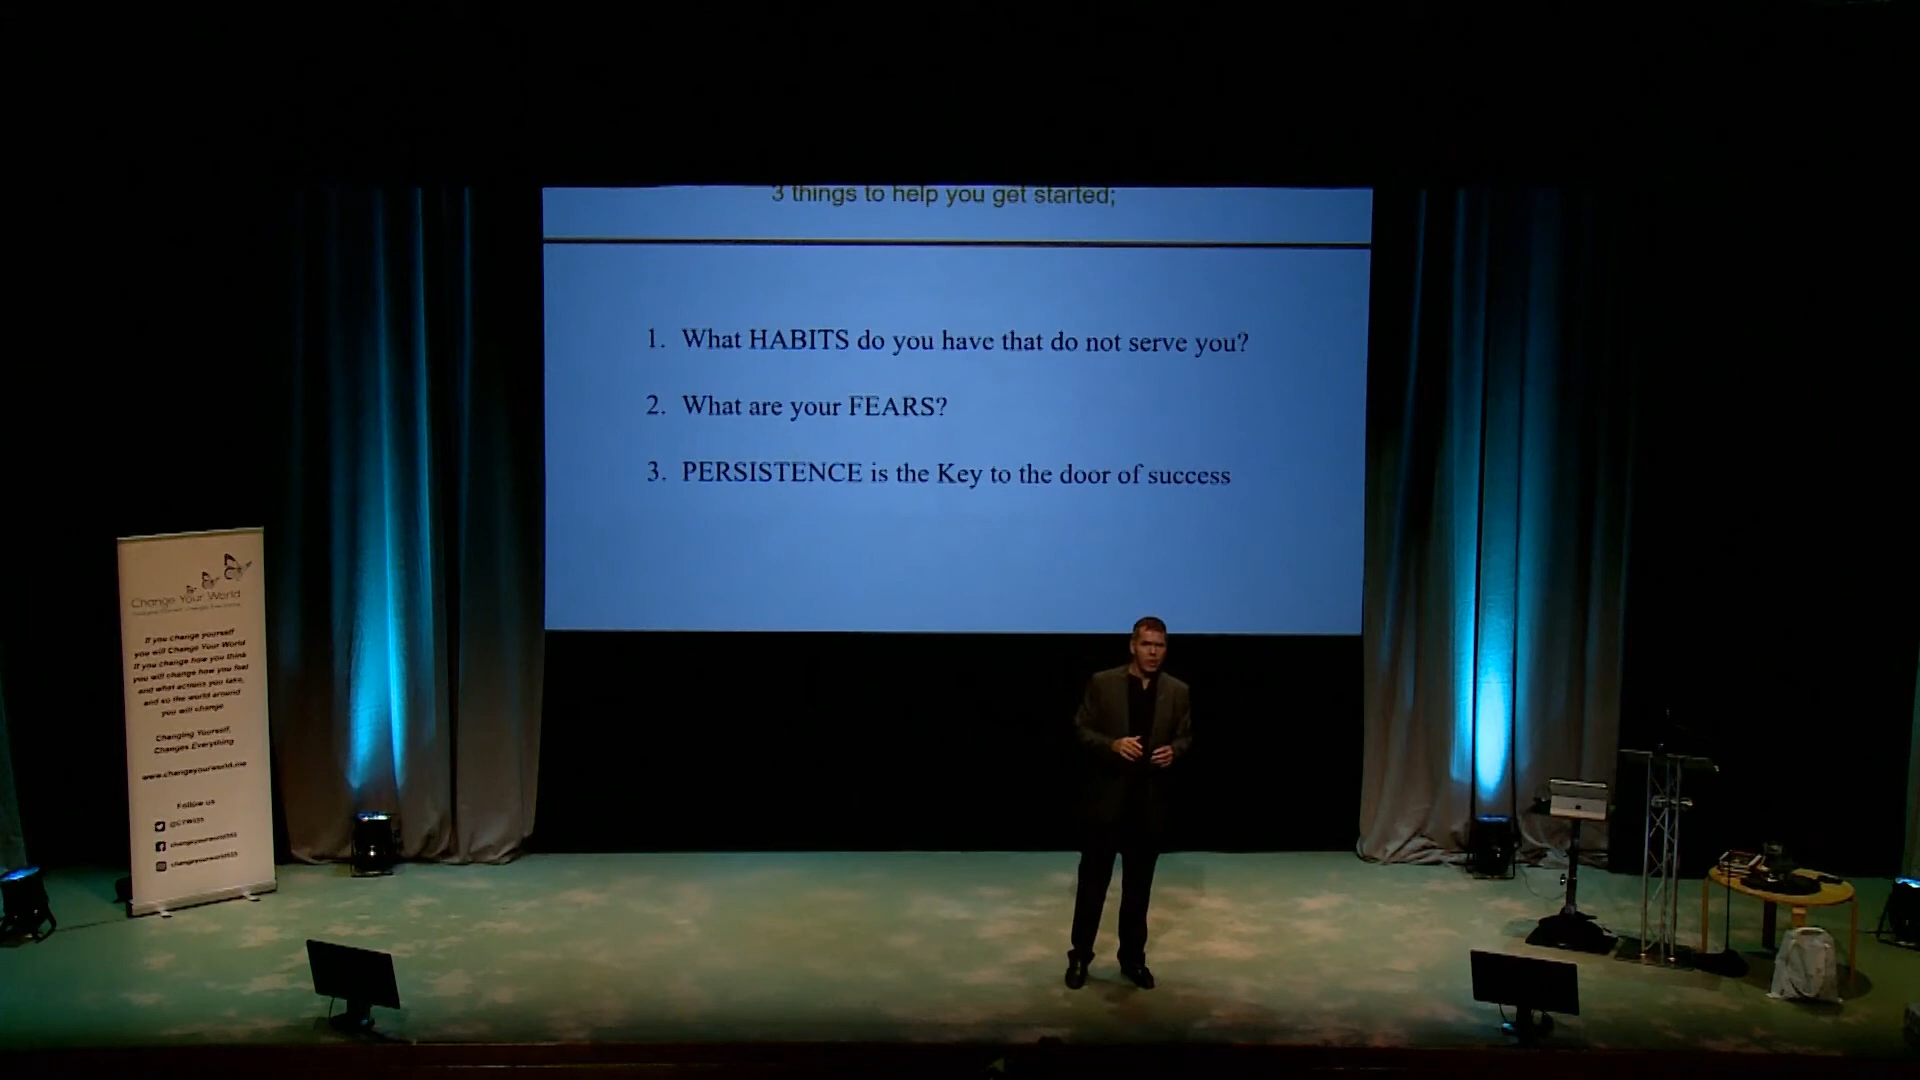 3 things to help you get started;
1. What HABITS do you have that do not serve you?
2. What are your FEARS?
3. PERSISTENCE is the Key to the door of success
Change Your World
If you change yourself
you will Change Your World
If you change how you think
you will change how you feel
and what actions you take,
and so the world around
you will change
Changing Yourself,
Changes Everything
www.changeyourworld.me
Follow us
@CYW555
changeyourworld555
changeyourworld555